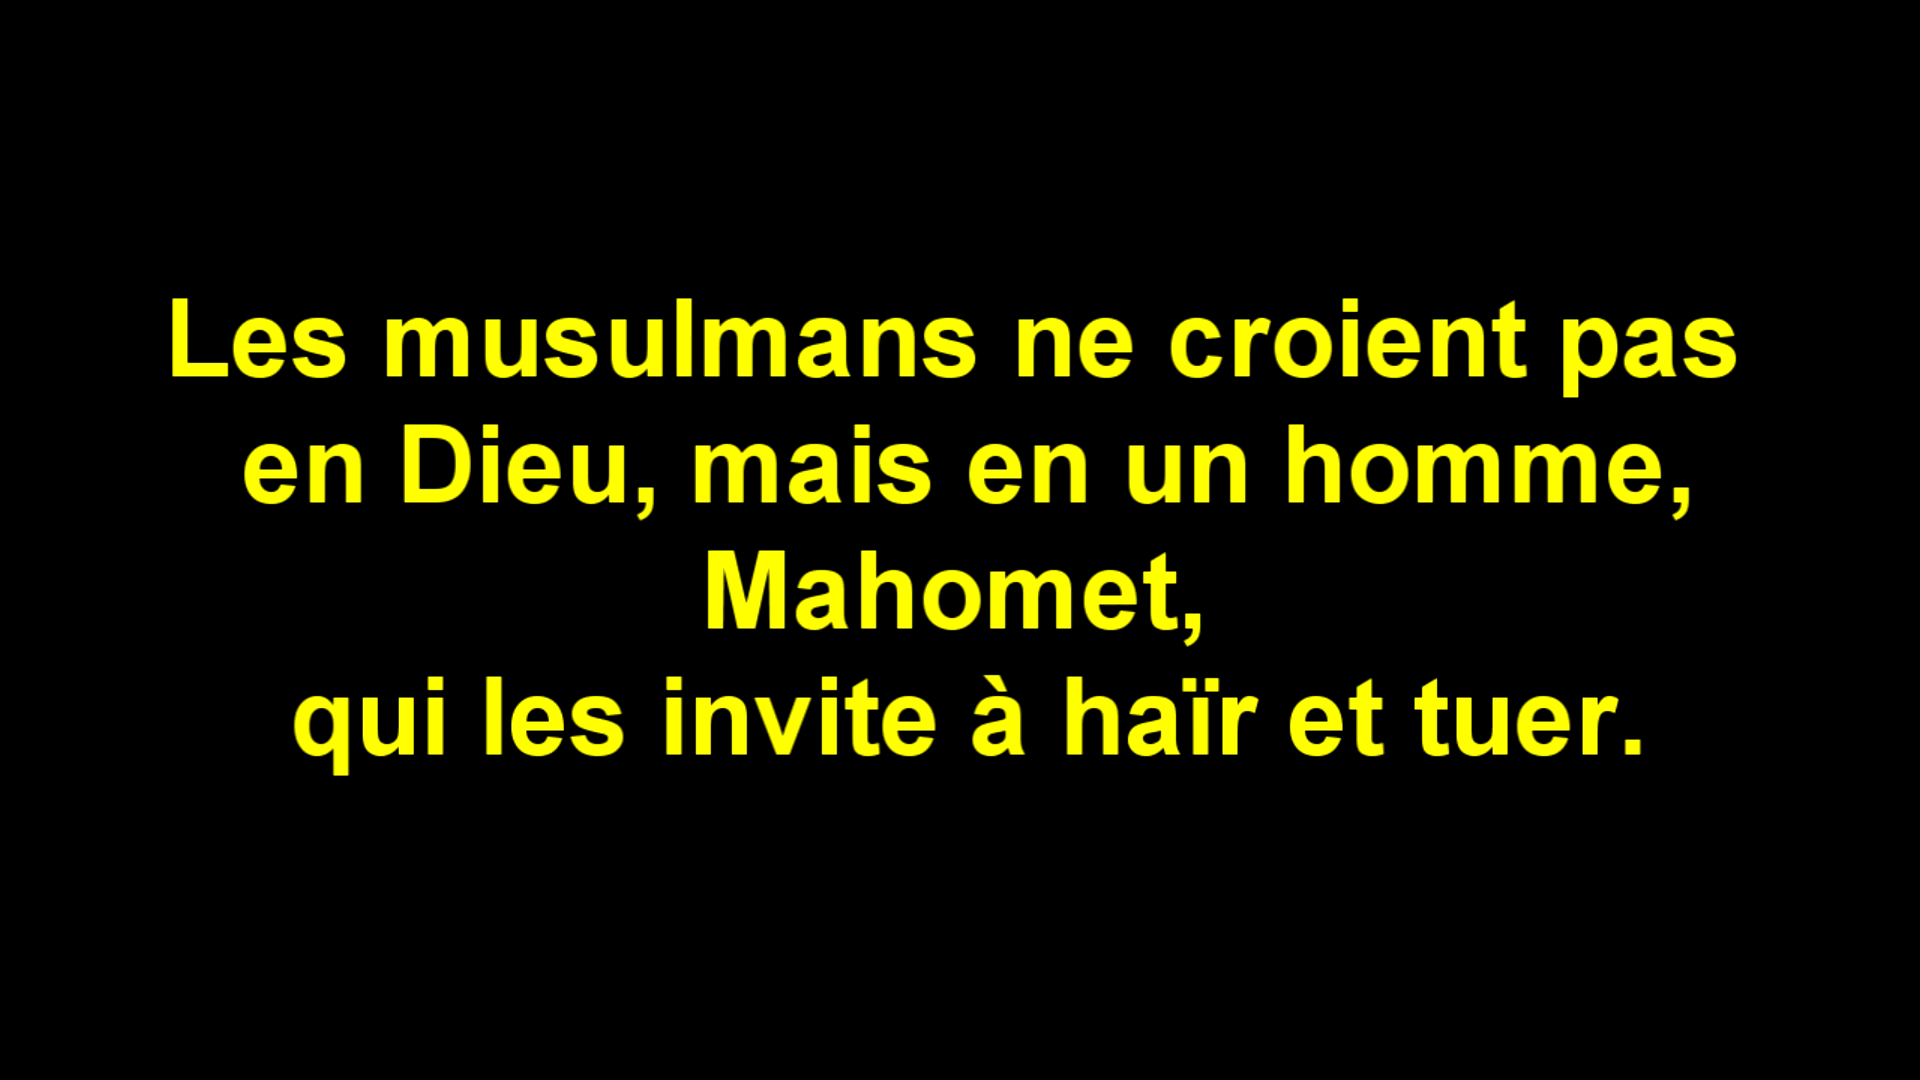 Les musulmans ne croient pas
en Dieu, mais en un homme,
Mahomet,
qui les invite à haïr et tuer.